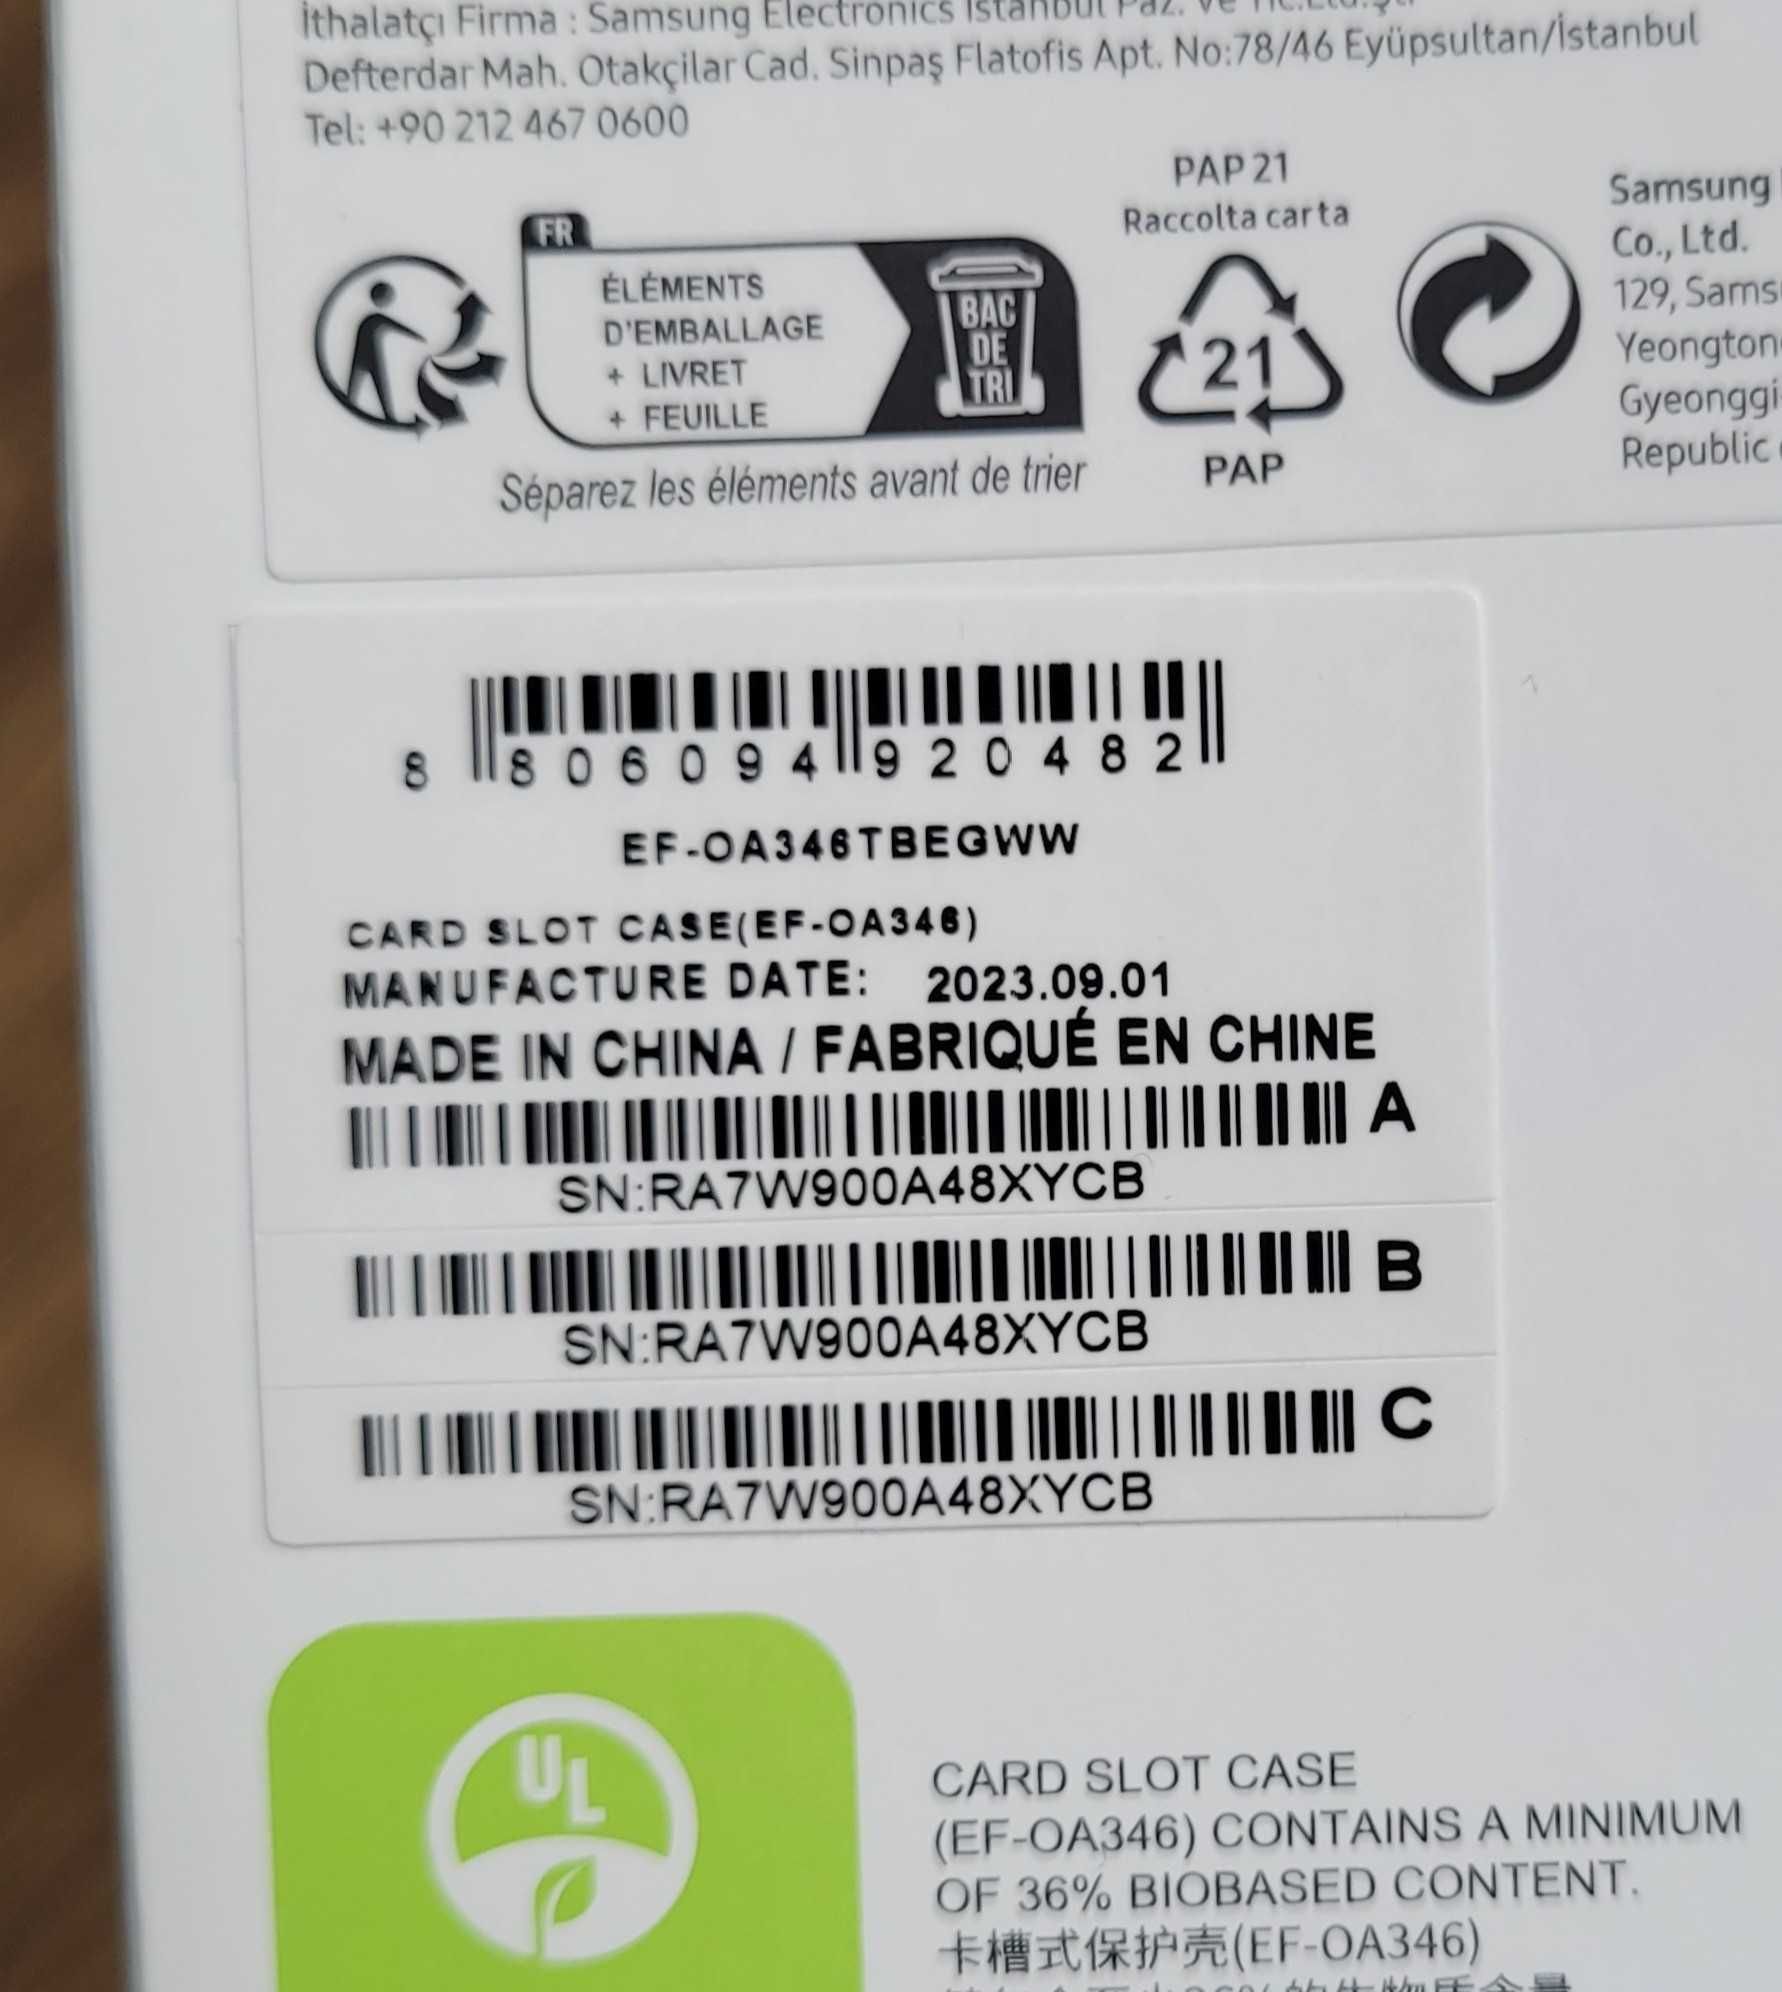 İthalatçı Firma : Samsung Electronics İstanbul Paz. ve Tic.Ltd.Şti
Defterdar Mah. Otakçilar Cad. Sinpaş Flatofis Apt. No:78/46 Eyüpsultan/İstanbul
Tel: +90 212 467 0600
FR
ÉLÉMENTS
D'EMBALLAGE
+ LIVRET
+ FEUILLE
BAC
DE
TRI
Séparez les éléments avant de trier
PAP 21
Raccolta carta
21
PAP
Samsung
Co., Ltd.
129,
Republic
8 806094 920482
EF-OA346TBEGWW
CARD SLOT CASE(EF-OA346)
MANUFACTURE DATE: 2023.09.01
MADE IN CHINA / FABRIQUÉ EN CHINE
A
SN:RA7W900A48XYCB
B
SN:RA7W900A48XYCB
C
SN:RA7W900A48XYCB
UL
CARD SLOT CASE
(EF-OA346) CONTAINS A MINIMUM
OF 36% BIOBASED CONTENT.
卡槽式保护壳(EF-OA346)